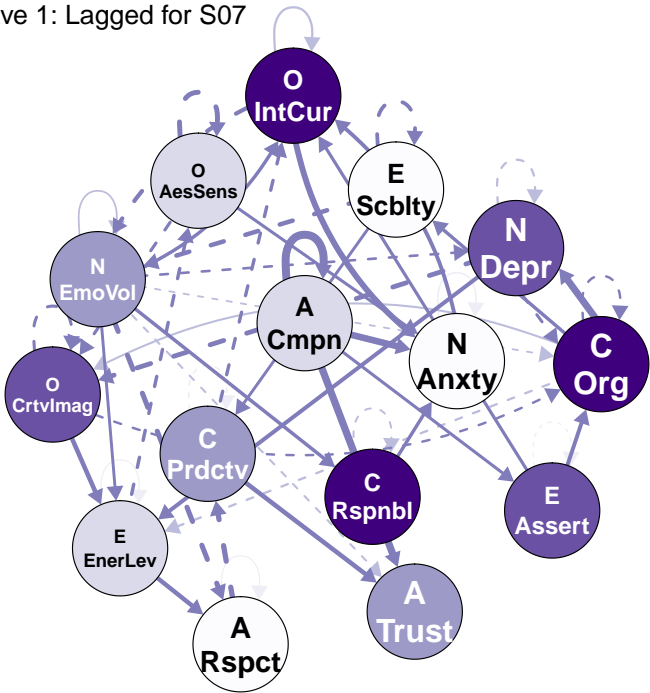 ve 1: Lagged for S07
O
IntCur
O
AesSens
E
Scblty
N
Depr
N
EmoVol
A
Cmpn
N
Anxty
C
Org
O
CrtvImag
C
Prdctv
C
Rspnbl
E
Assert
E
EnerLev
A
Trust
A
Rspct